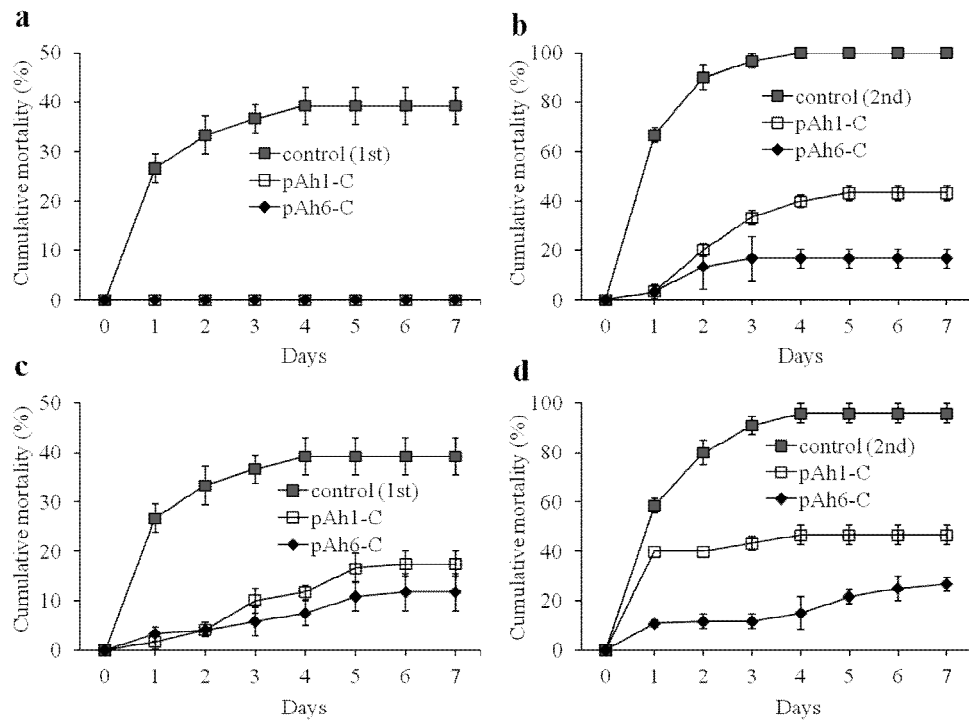 a
50
40
30
20
10
0
Cumulative mortality (%)
control (1st)
pAh1-C
pAh6-C
0 1 2 3 4 5 6 7
Days
b
100
80
60
40
20
0
Cumulative mortality (%)
control (2nd)
pAh1-C
pAh6-C
0 1 2 3 4 5 6 7
Days
c
50
40
30
20
10
0
Cumulative mortality (%)
control (1st)
pAh1-C
pAh6-C
0 1 2 3 4 5 6 7
Days
d
100
80
60
40
20
0
Cumulative mortality (%)
control (2nd)
pAh1-C
pAh6-C
0 1 2 3 4 5 6 7
Days